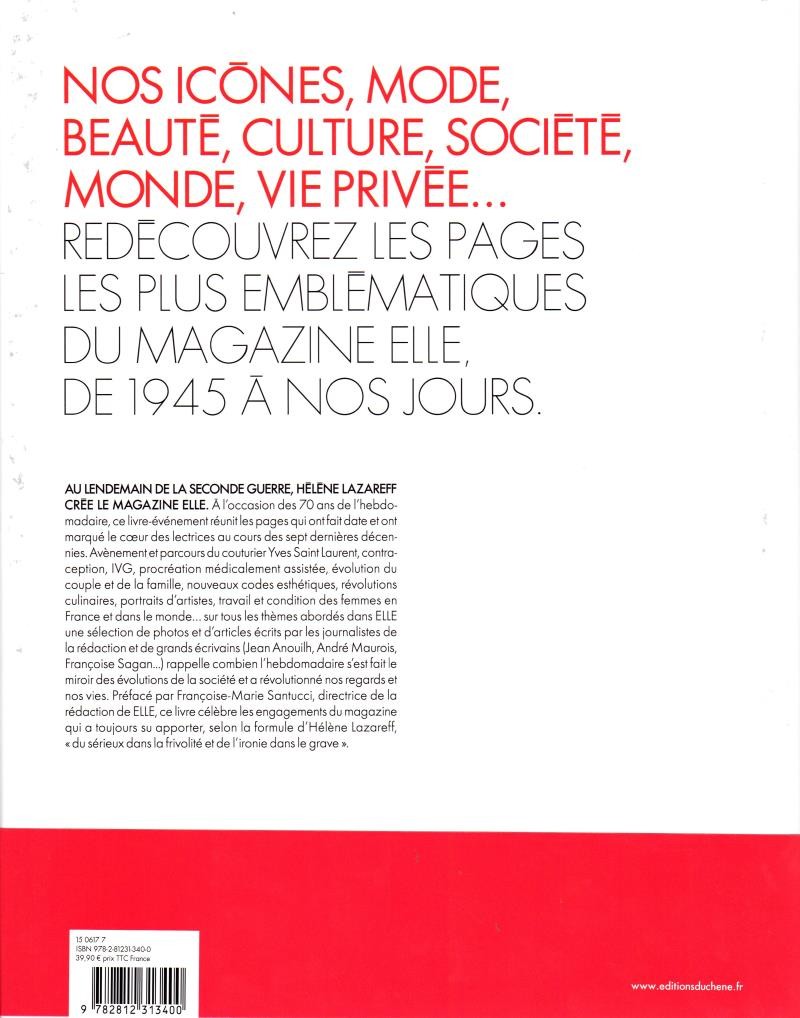 NOS ICÔNES, MODE,
BEAUTÉ, CULTURE, SOCIÉTÉ,
MONDE, VIE PRIVÉE...
REDÉCOUVREZ LES PAGES
LES PLUS EMBLÉMATIQUES
DU MAGAZINE ELLE,
DE 1945 À NOS JOURS.
AU LENDEMAIN DE LA SECONDE GUERRE, HÉLÈNE LAZAREFF
CRÉE LE MAGAZINE ELLE. À l'occasion des 70 ans de l'hebdo-
madaire, ce livre-événement réunit les pages qui ont fait date et ont
marqué le cœur des lectrices au cours des sept dernières décen-
nies. Avènement et parcours du couturier Yves Saint Laurent, contra-
ception, IVG, procréation médicalement assistée, évolution du
couple et de la famille, nouveaux codes esthétiques, révolutions
culinaires, portraits d'artistes, travail et condition des femmes en
France et dans le monde... sur tous les thèmes abordés dans ELLE
une sélection de photos et d'articles écrits par les journalistes de
la rédaction et de grands écrivains (Jean Anouilh, André Maurois,
Françoise Sagan...) rappelle combien l'hebdomadaire s'est fait le
miroir des évolutions de la société et a révolutionné nos regards et
nos vies. Préfacé par Françoise-Marie Santucci, directrice de la
rédaction de ELLE, ce livre célèbre les engagements du magazine
qui a toujours su apporter, selon la formule d'Hélène Lazareff,
« du sérieux dans la frivolité et de l'ironie dans le grave ».
15 0617 7
ISBN 978-2-81231-340-0
39,90 € prix TTC France
9 782812 313400
www.editionsduchene.fr